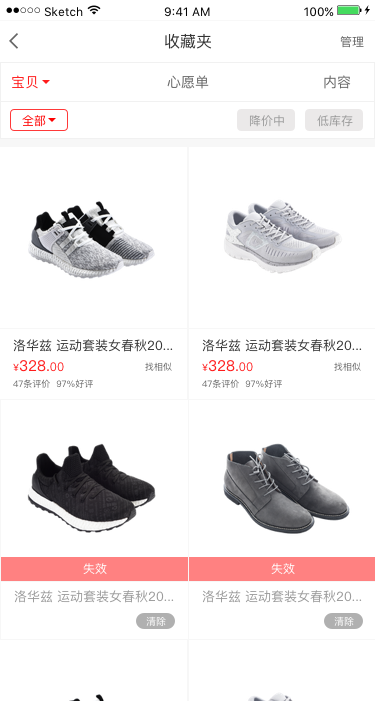 Sketch 9:41 AM 100%
收藏夹 管理
宝贝 心愿单 内容
全部 降价中 低库存
洛华兹 运动套装女春秋20... 洛华兹 运动套装女春秋20...
¥328.00 找相似 ¥328.00 找相似
47条评价 97%好评 47条评价 97%好评
失效 失效
洛华兹 运动套装女春秋20... 洛华兹 运动套装女春秋20...
清除 清除